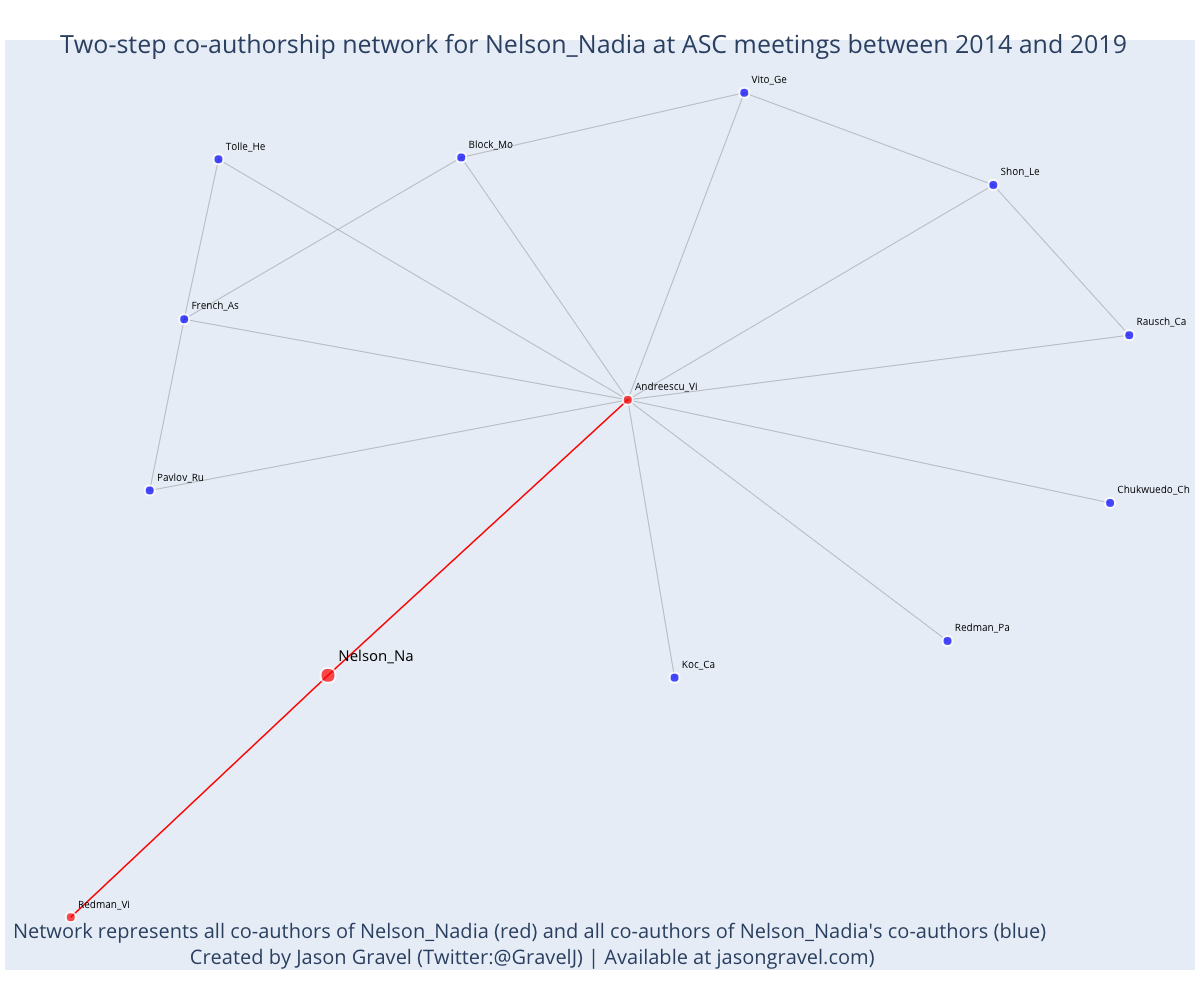 Two-step co-authorship network for Nelson_Nadia at ASC meetings between 2014 and 2019
Vito_Ge
Tolle_He
Block_Mo
Shon_Le
French_As
Rausch_Ca
Andreescu_Vi
Pavlov_Ru
Chukwuedo_Ch
Redman_Pa
Nelson_Na
Koc_Ca
Redman_Vi
Network represents all co-authors of Nelson_Nadia (red) and all co-authors of Nelson_Nadia's co-authors (blue)
Created by Jason Gravel (Twitter:@GravelJ) | Available at jasongravel.com)